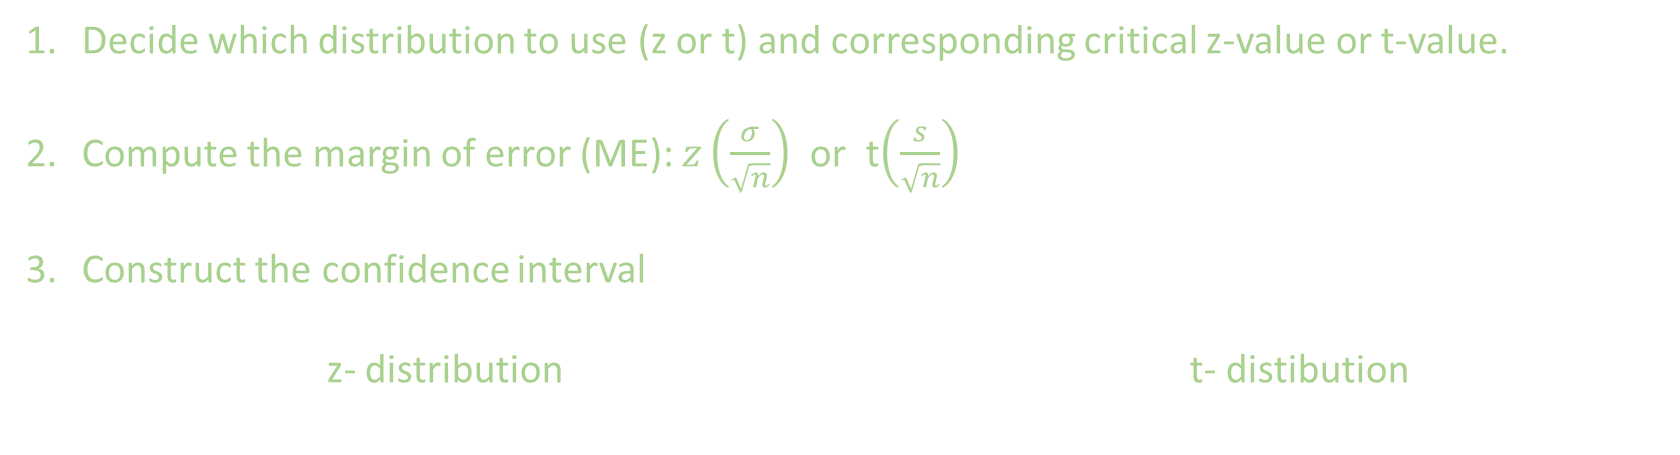 1. Decide which distribution to use (z or t) and corresponding critical z-value or t-value.
2. Compute the margin of error (ME): z (σ/√n) or t(s/√n)
3. Construct the confidence interval
z- distribution t- distibution